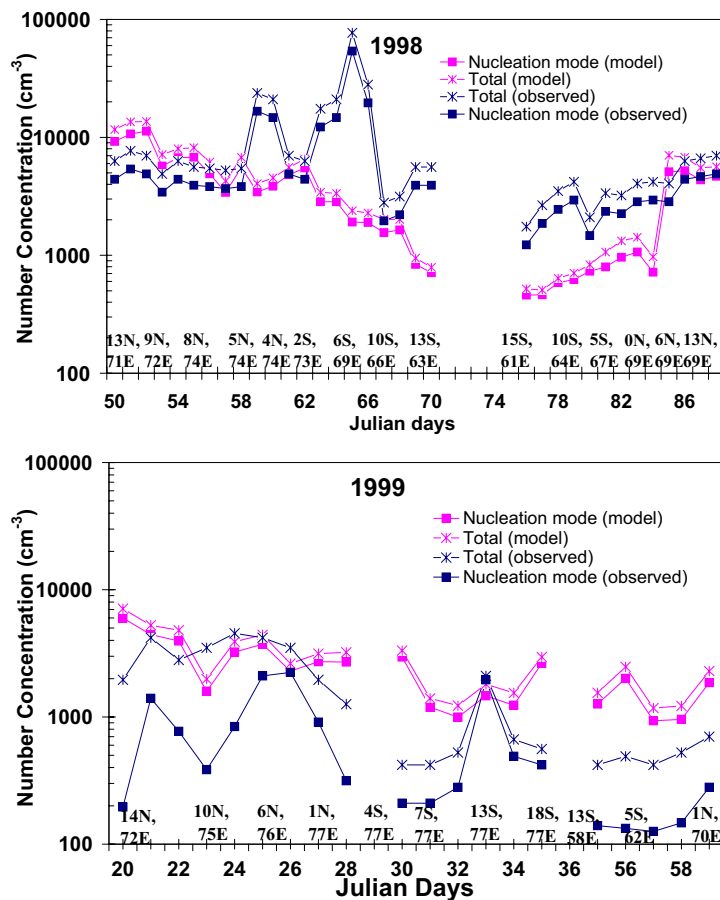 100000
10000
1000
100
Number Concentration (cm-3)
1998
Nucleation mode (model)
Total (model)
Total (observed)
Nucleation mode (observed)
13N, 9N, 8N, 5N, 4N, 2S, 6S, 10S, 13S, 15S, 10S, 5S, 0N, 6N, 13N,
71E 72E 74E 74E 74E 73E 69E 66E 63E 61E 64E 67E 69E 69E 69E
50 54 58 62 66 70 74 78 82 86
Julian days
100000
10000
1000
100
Number Concentration (cm-3)
1999
Nucleation mode (model)
Total (model)
Total (observed)
Nucleation mode (observed)
14N, 10N, 6N, 1N, 4S, 7S, 13S, 18S, 13S, 5S, 1N,
72E 75E 76E 77E 77E 77E 77E 77E 58E 62E 70E
20 22 24 26 28 30 32 34 36 56 58
Julian Days